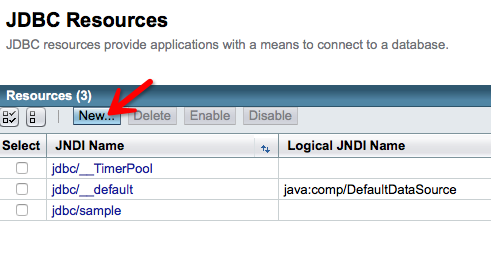 JDBC Resources
JDBC resources provide applications with a means to connect to a database.
Resources (3)
New... Delete Enable Disable
Select JNDI Name Logical JNDI Name
jdbc/__TimerPool
jdbc/__default java:comp/DefaultDataSource
jdbc/sample